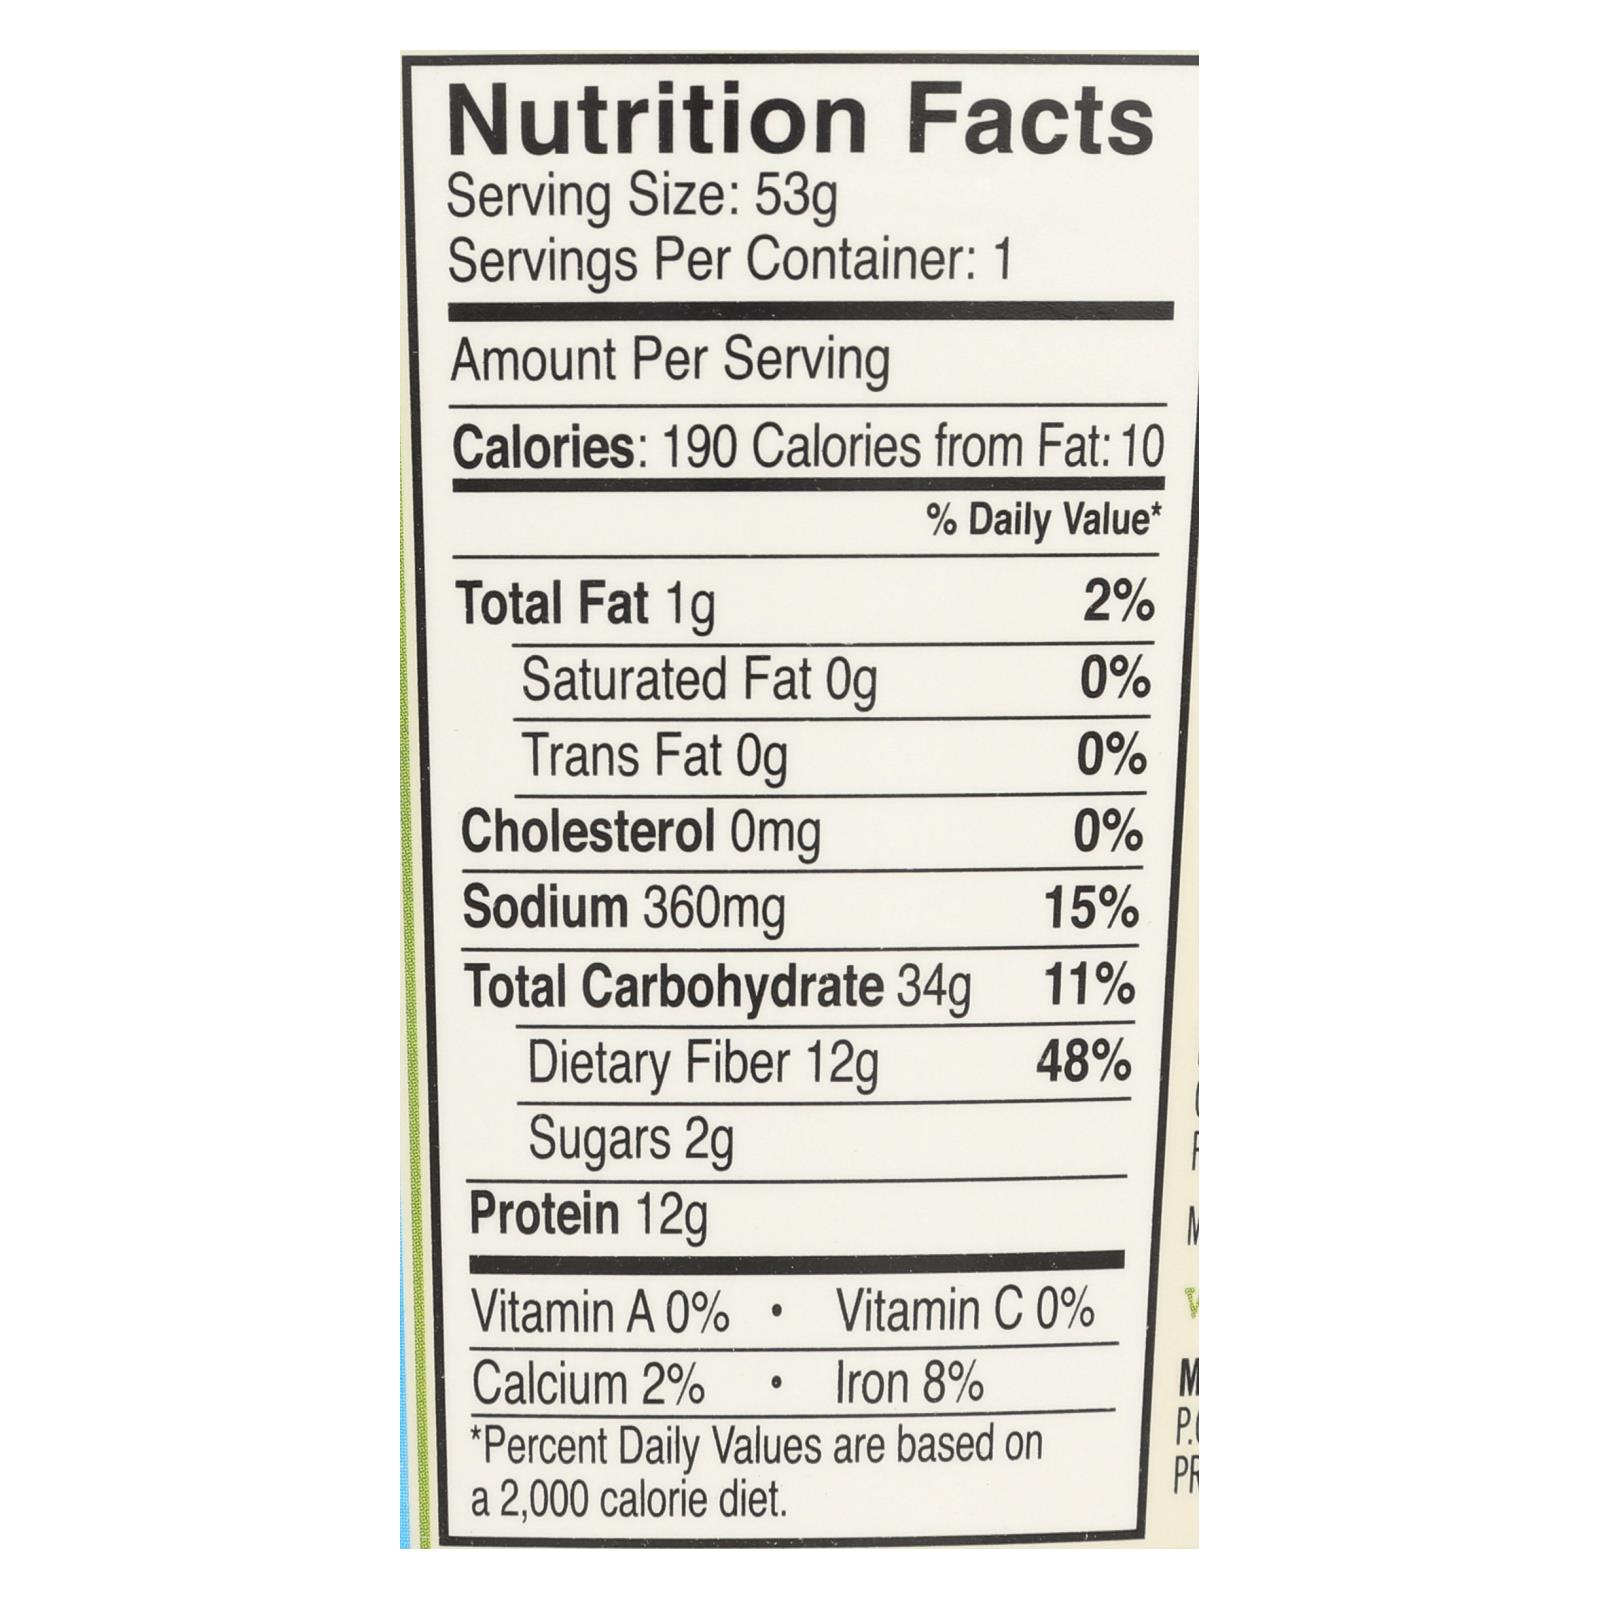 Nutrition Facts
Serving Size: 53g
Servings Per Container: 1
Amount Per Serving
Calories: 190 Calories from Fat: 10
% Daily Value*
Total Fat 1g 2%
Saturated Fat 0g 0%
Trans Fat 0g 0%
Cholesterol 0mg 0%
Sodium 360mg 15%
Total Carbohydrate 34g 11%
Dietary Fiber 12g 48%
Sugars 2g
Protein 12g
Vitamin A 0% • Vitamin C 0%
Calcium 2% • Iron 8%
*Percent Daily Values are based on
a 2,000 calorie diet.